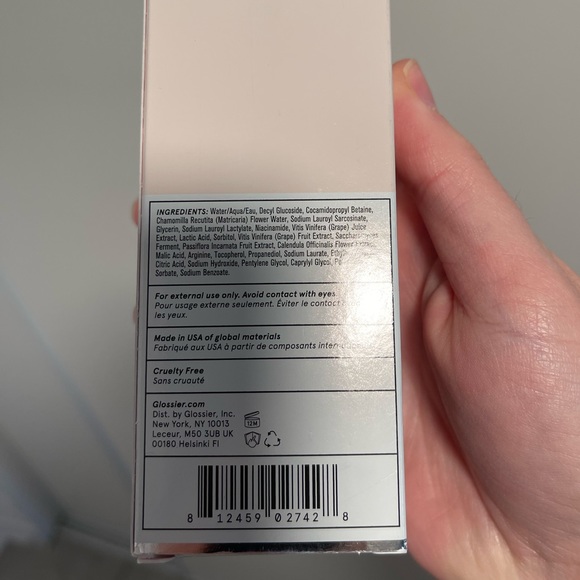 INGREDIENTS: Water/Aqua/Eau, Decyl Glucoside, Cocamidopropyl Betaine,
Chamomilla Recutita (Matricaria) Flower Water, Sodium Lauroyl Sarcosinate,
Glycerin, Sodium Lauroyl Lactylate, Niacinamide, Vitis Vinifera (Grape) Juice
Extract, Lactic Acid, Sorbitol, Vitis Vinifera (Grape) Fruit Extract,
Ferment, Passiflora Incarnata Fruit Extract, Calendula Officinalis Flower
Malic Acid, Arginine, Tocopherol, Propanediol, Sodium Laurate,
Citric Acid, Sodium Hydroxide, Pentylene Glycol, Caprylyl Glycol,
Sorbate, Sodium Benzoate.
For external use only. Avoid contact with eyes
Pour usage externe seulement. Éviter le contact
les yeux.
Made in USA of global materials
Fabriqué aux USA à partir de composants
Cruelty Free
Sans cruauté
Glossier.com
Dist. by Glossier, Inc.
New York, NY 10013
Leceur, M50 3UB UK
00180 Helsinki FI
12M
8 12459 02742 8